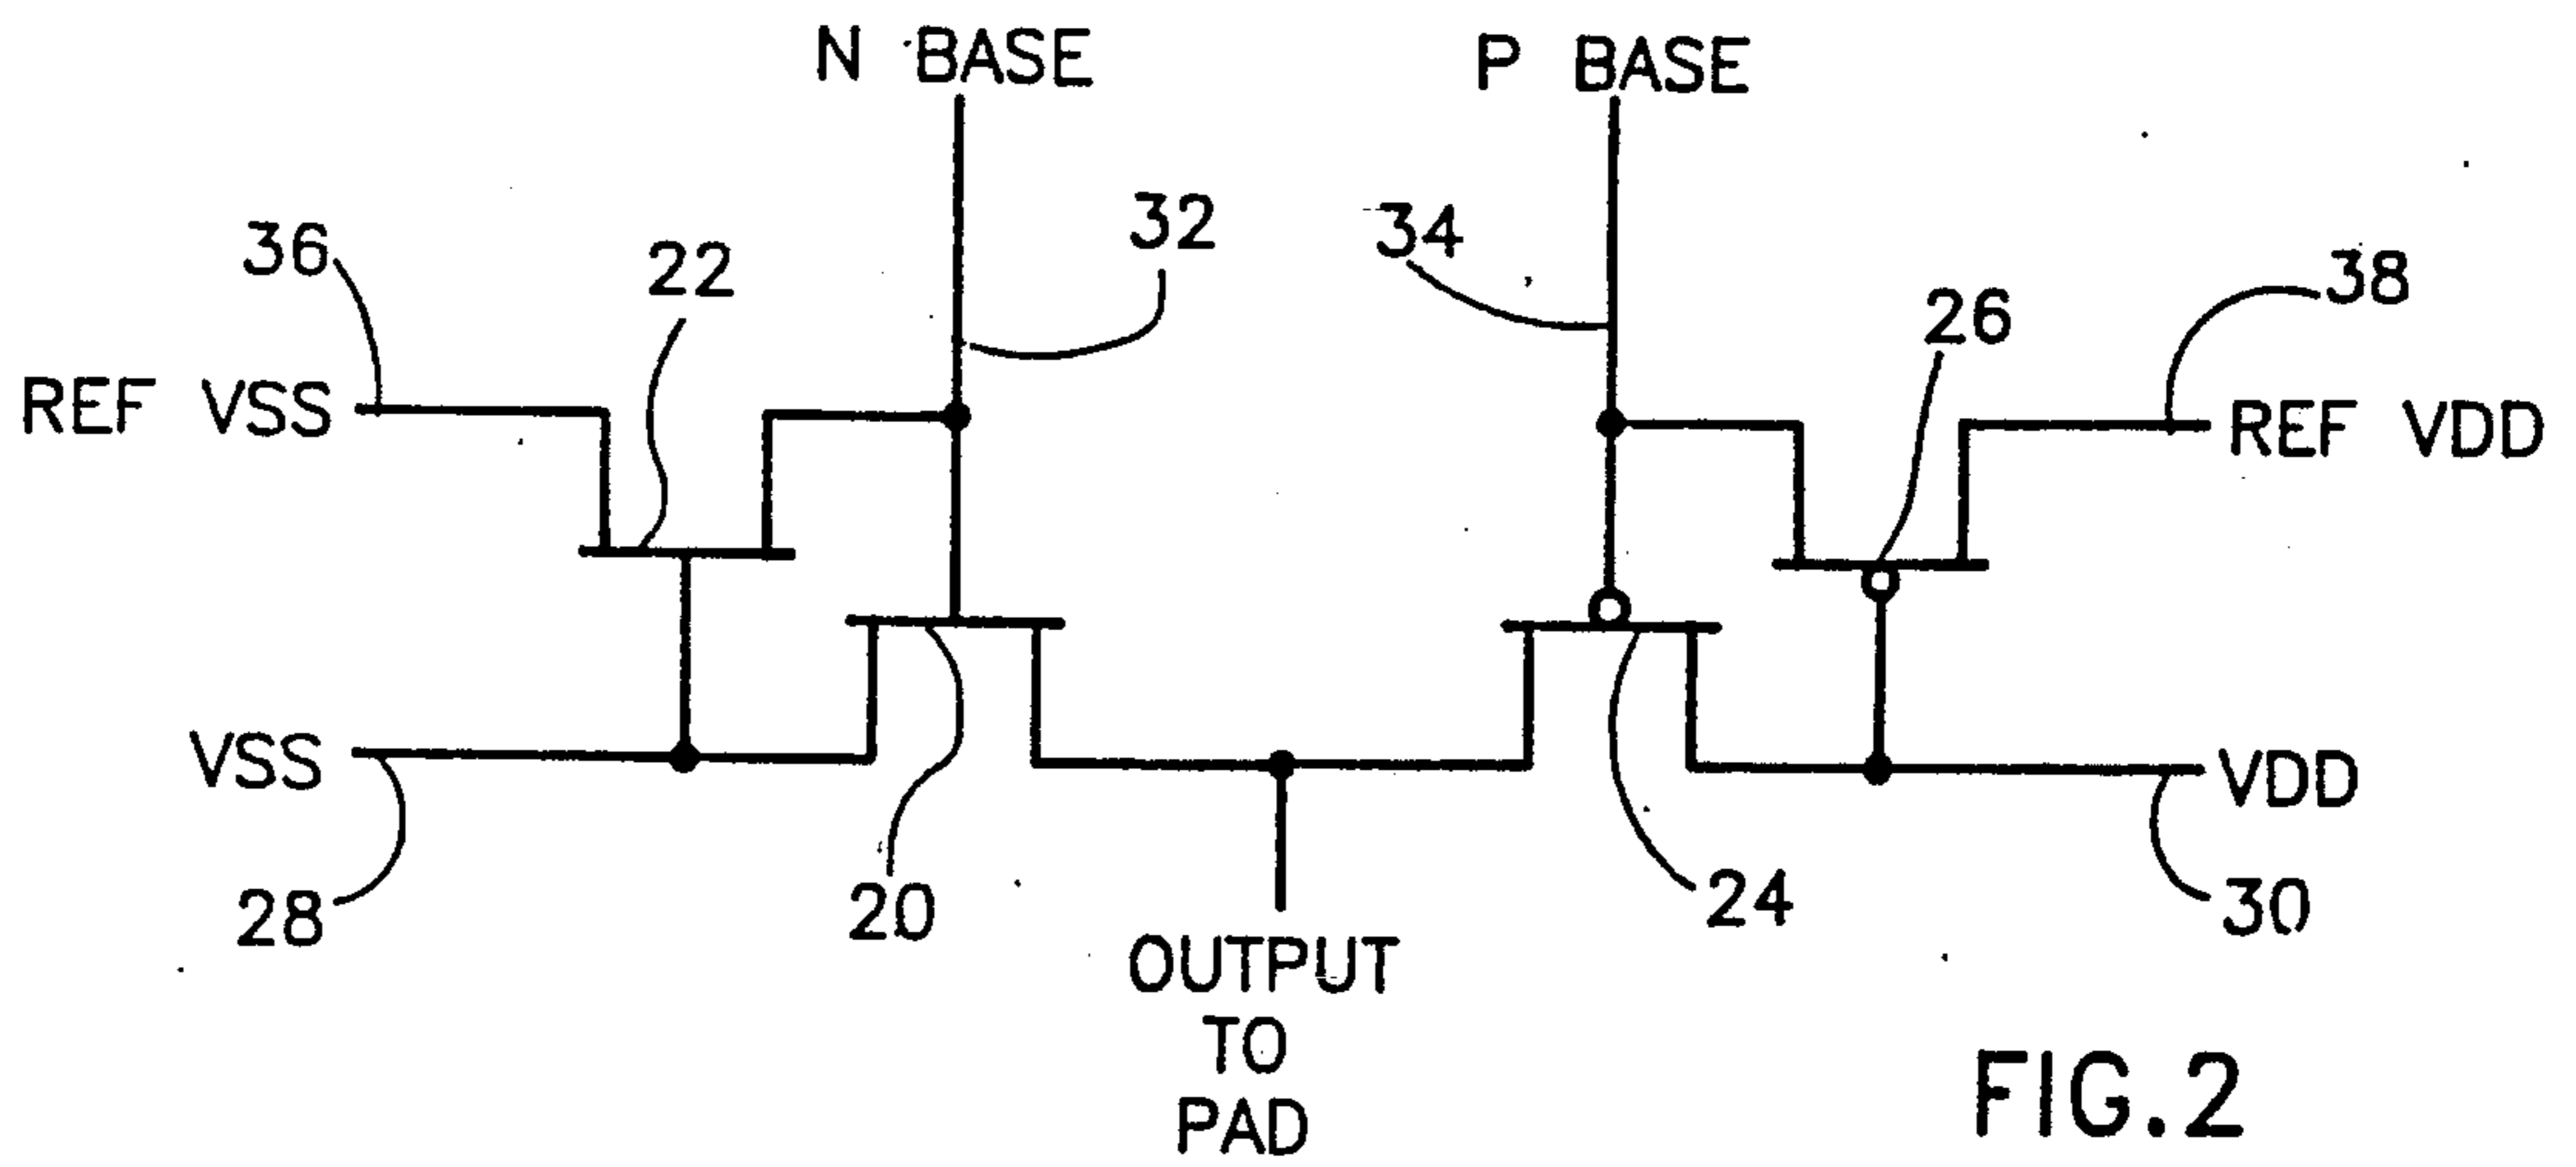 N BASE
P BASE
36
22
32
34
26
38
REF VSS
REF VDD
VSS
VDD
28
20
24
30
OUTPUT
TO
PAD
FIG.2